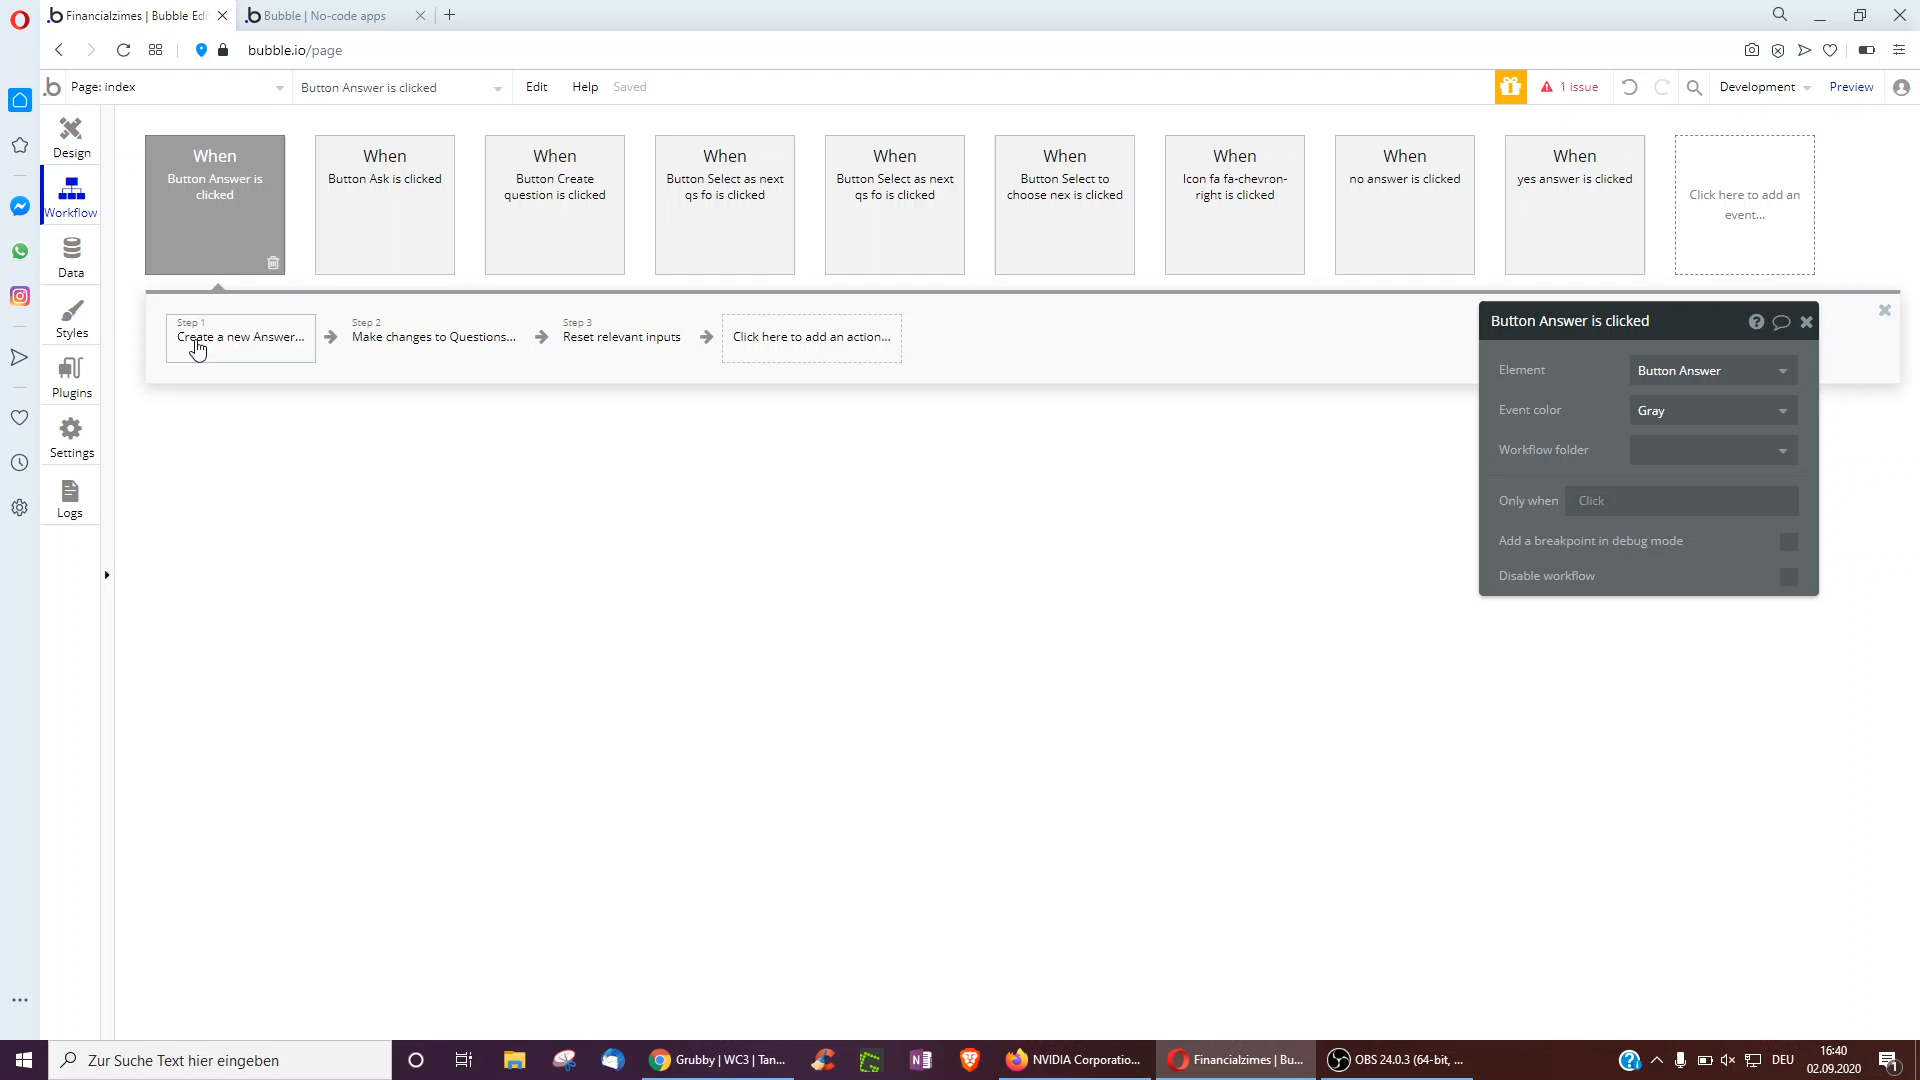 Financialzimes | Bubble Edi
Bubble | No-code apps
bubble.io/page
Page: index
Button Answer is clicked
Edit
Help
Saved
1 issue
Development
Preview
Design
Workflow
Data
Styles
Plugins
Settings
Logs
When
Button Answer is
clicked
When
Button Ask is clicked
When
Button Create
question is clicked
When
Button Select as next
qs fo is clicked
When
Button Select as next
qs fo is clicked
When
Button Select to
choose nex is clicked
When
Icon fa fa-chevron-
right is clicked
When
no answer is clicked
When
yes answer is clicked
Click here to add an
event...
Step 1
Create a new Answer...
Step 2
Make changes to Questions...
Step 3
Reset relevant inputs
Click here to add an action...
Button Answer is clicked
Element
Button Answer
Event color
Gray
Workflow folder
Only when
Click
Add a breakpoint in debug mode
Disable workflow
Zur Suche Text hier eingeben
Grubby | WC3 | Tan...
NVIDIA Corporatio...
Financialzimes | Bu...
OBS 24.0.3 (64-bit, ...
DEU
16:40
02.09.2020
1